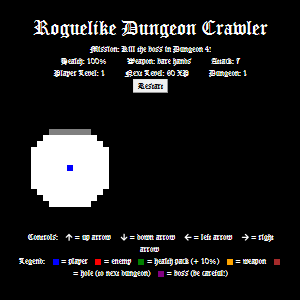 Roguelike Dungeon Crawler
Mission: Kill the boss in Dungeon 4!
Health: 100% Weapon: bare hands Attack: 7
Player Level: 1 Next Level: 60 XP Dungeon: 1
Restart
Controls: ↑ = up arrow ↓ = down arrow ← = left arrow → = right
arrow
Legend: = player = enemy = health pack (+ 10%) = weapon
= hole (to next dungeon) = boss (be careful!)